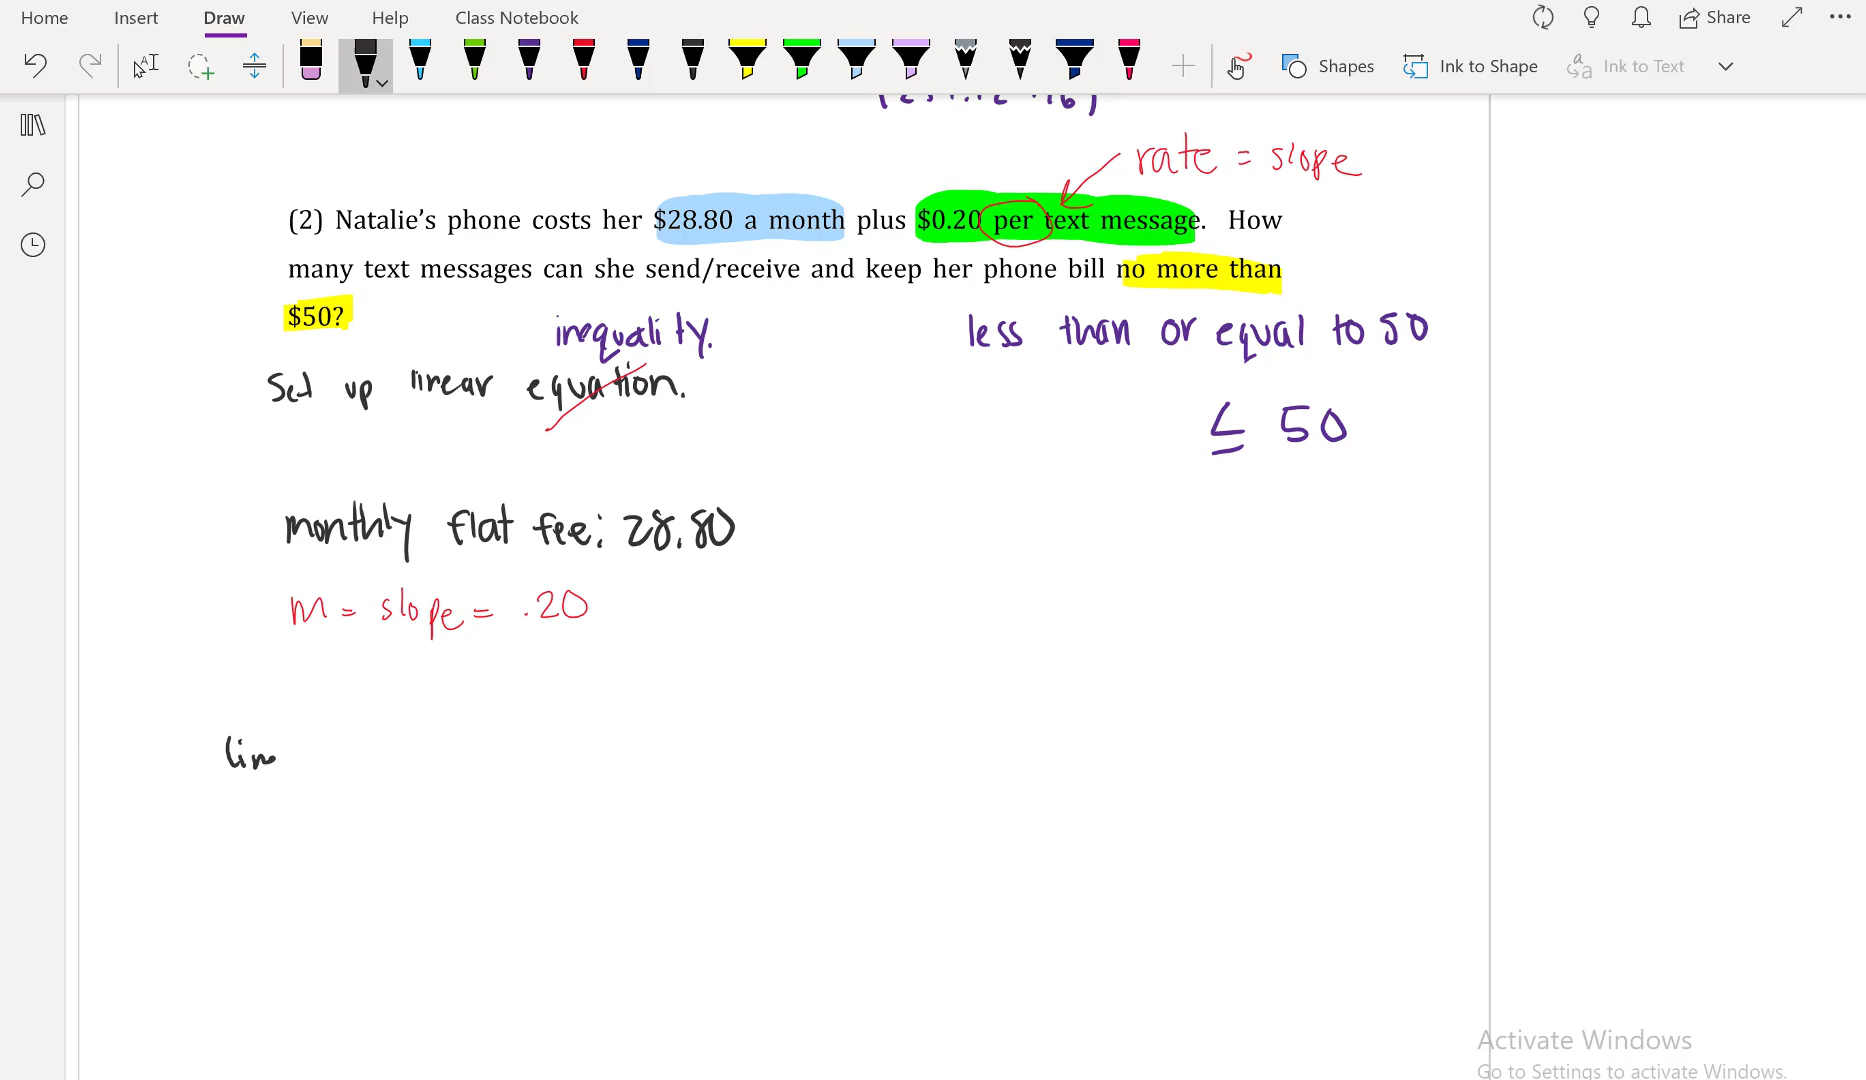 Home Insert Draw View Help Class Notebook Share
Shapes Ink to Shape Ink to Text
rate = slope
(2) Natalie's phone costs her $28.80 a month plus $0.20 per text message. How
many text messages can she send/receive and keep her phone bill no more than
$50?
inequality.
less than or equal to 50
Set up linear equation.
≤ 50
monthly flat fee: 28.80
m = slope = .20
lin
Activate Windows
Go to Settings to activate Windows.